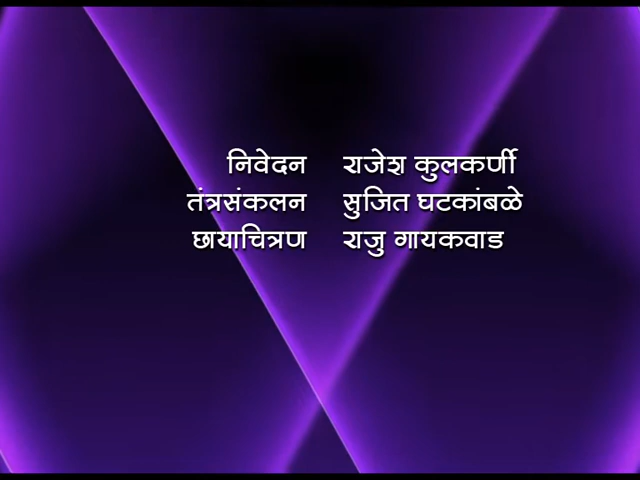 निवेदन राजेश कुलकर्णी
तंत्रसंकलन सुजित घटकांबळे
छायाचित्रण राजु गायकवाड